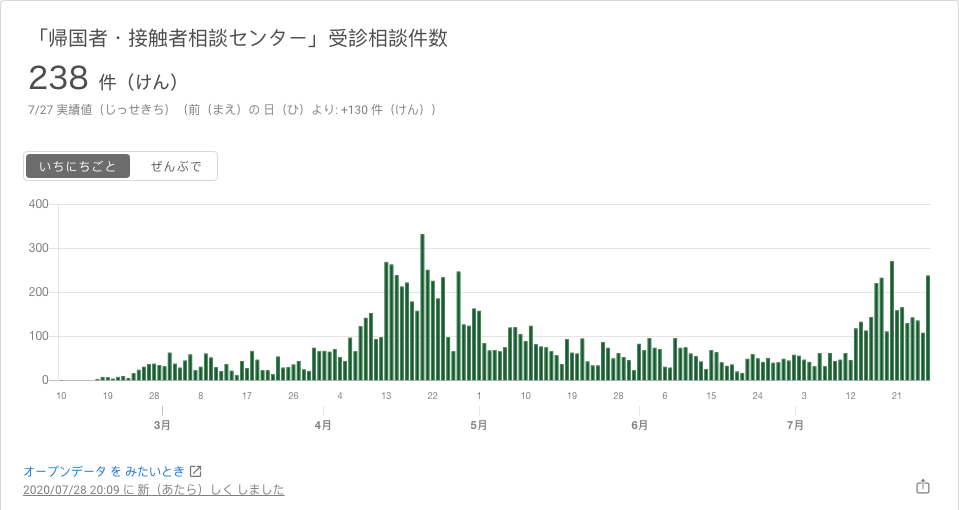 「帰国者・接触者相談センター」受診相談件数
238 件（けん）
7/27 実績値（じっせきち）（前（まえ）の 日（ひ）より: +130 件（けん））
いちにちごと ぜんぶで
400
300
200
100
0
10 19 28 8 17 26 4 13 22 1 10 19 28 6 15 24 3 12 21
3月 4月 5月 6月 7月
オープンデータ を みたいとき
2020/07/28 20:09 に 新（あたら）しく しました